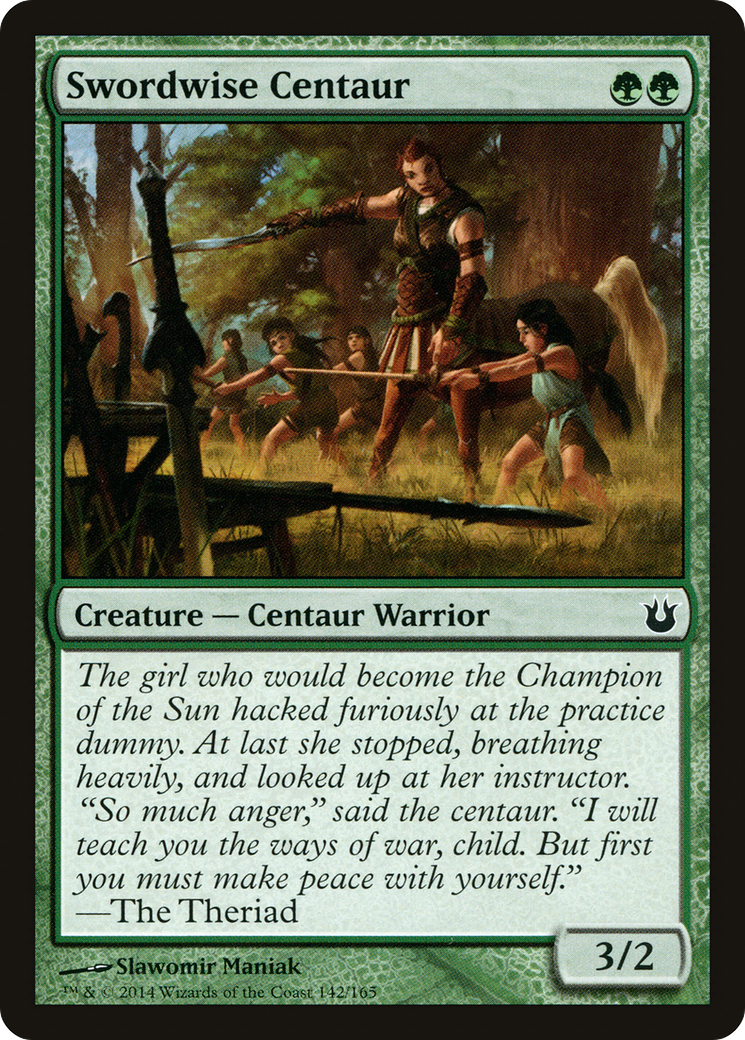 Swordwise Centaur
Creature — Centaur Warrior
The girl who would become the Champion
of the Sun hacked furiously at the practice
dummy. At last she stopped, breathing
heavily, and looked up at her instructor.
“So much anger,” said the centaur. “I will
teach you the ways of war, child. But first
you must make peace with yourself.”
—The Theriad
3/2
Slawomir Maniak
™ & © 2014 Wizards of the Coast 142/165